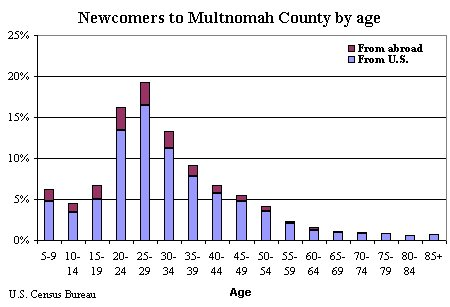 Newcomers to Multnomah County by age
25%
From abroad
From U.S.
20%
15%
10%
5%
0%
5-9 10- 15- 20- 25- 30- 35- 40- 45- 50- 55- 60- 65- 70- 75- 80- 85+
14 19 24 29 34 39 44 49 54 59 64 69 74 79 84
U.S. Census Bureau Age